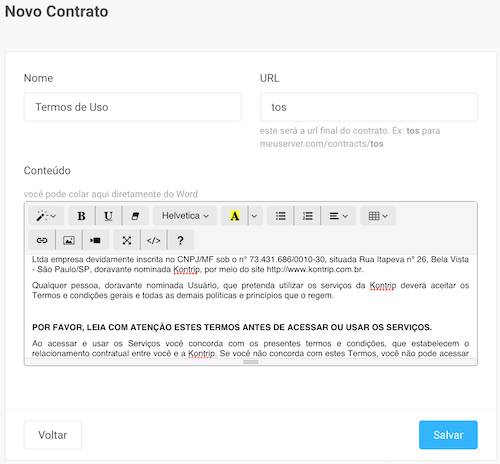 Novo Contrato
Nome
URL
Termos de Uso
tos
este será a url final do contrato. Ex: tos para
meuserver.com/contracts/tos
Conteúdo
você pode colar aqui diretamente do Word
B U Helvetica A
</> ?
Ltda empresa devidamente inscrita no CNPJ/MF sob o nº 73.431.686/0010-30, situada Rua Itapeva nº 26, Bela Vista
- São Paulo/SP, doravante nominada Kontrip, por meio do site http://www.kontrip.com.br.
Qualquer pessoa, doravante nominada Usuário, que pretenda utilizar os serviços da Kontrip deverá aceitar os
Termos e condições gerais e todas as demais politicas e princípios que o regem.
POR FAVOR, LEIA COM ATENÇÃO ESTES TERMOS ANTES DE ACESSAR OU USAR OS SERVIÇOS.
Ao acessar e usar os Serviços você concorda com os presentes termos e condições, que estabelecem o
relacionamento contratual entre você e a Kontrip. Se você não concorda com estes Termos, você não pode acessar
Voltar
Salvar